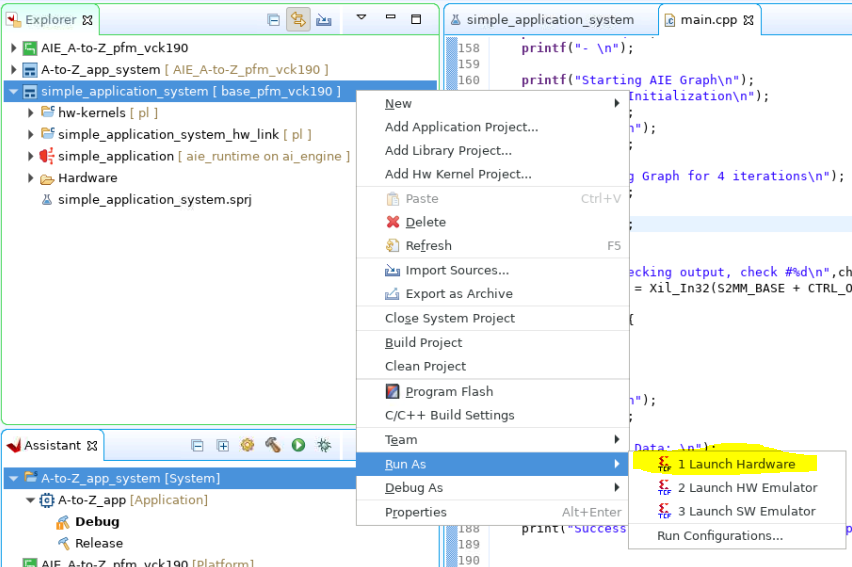 Explorer
AIE_A-to-Z_pfm_vck190
A-to-Z_app_system [ AIE_A-to-Z_pfm_vck190 ]
simple_application_system [ base_pfm_vck190 ]
hw-kernels [ pl ]
simple_application_system_hw_link [ pl ]
simple_application [ aie_runtime on ai_engine ]
Hardware
simple_application_system.sprj
Assistant
A-to-Z_app_system [System]
A-to-Z_app [Application]
Debug
Release
AIE_A-to-Z_pfm_vck190 [Platform]
simple_application_system
main.cpp
158 printf("- \n");
159
160 printf("Starting AIE Graph\n");
Initialization\n");
;
n");
;
g Graph for 4 iterations\n");
;
;
ecking output, check #%d\n",ch
= Xil_In32(S2MM_BASE + CTRL_O
{
n");
;
Data: \n");
188 print("Success
189
190
New
Add Application Project...
Add Library Project...
Add Hw Kernel Project...
Paste Ctrl+V
Delete
Refresh F5
Import Sources...
Export as Archive
Close System Project
Build Project
Clean Project
Program Flash
C/C++ Build Settings
Team
Run As
Debug As
Properties Alt+Enter
1 Launch Hardware
2 Launch HW Emulator
3 Launch SW Emulator
Run Configurations...